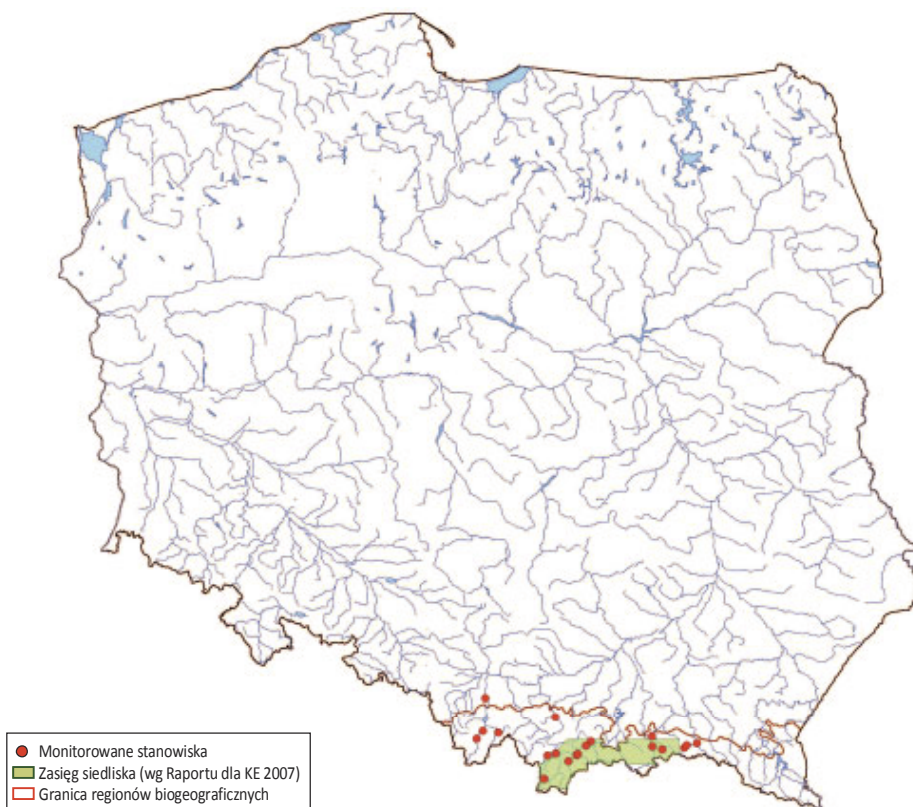 Monitorowane stanowiska
Zasięg siedliska (wg Raportu dla KE 2007)
Granica regionów biogeograficznych